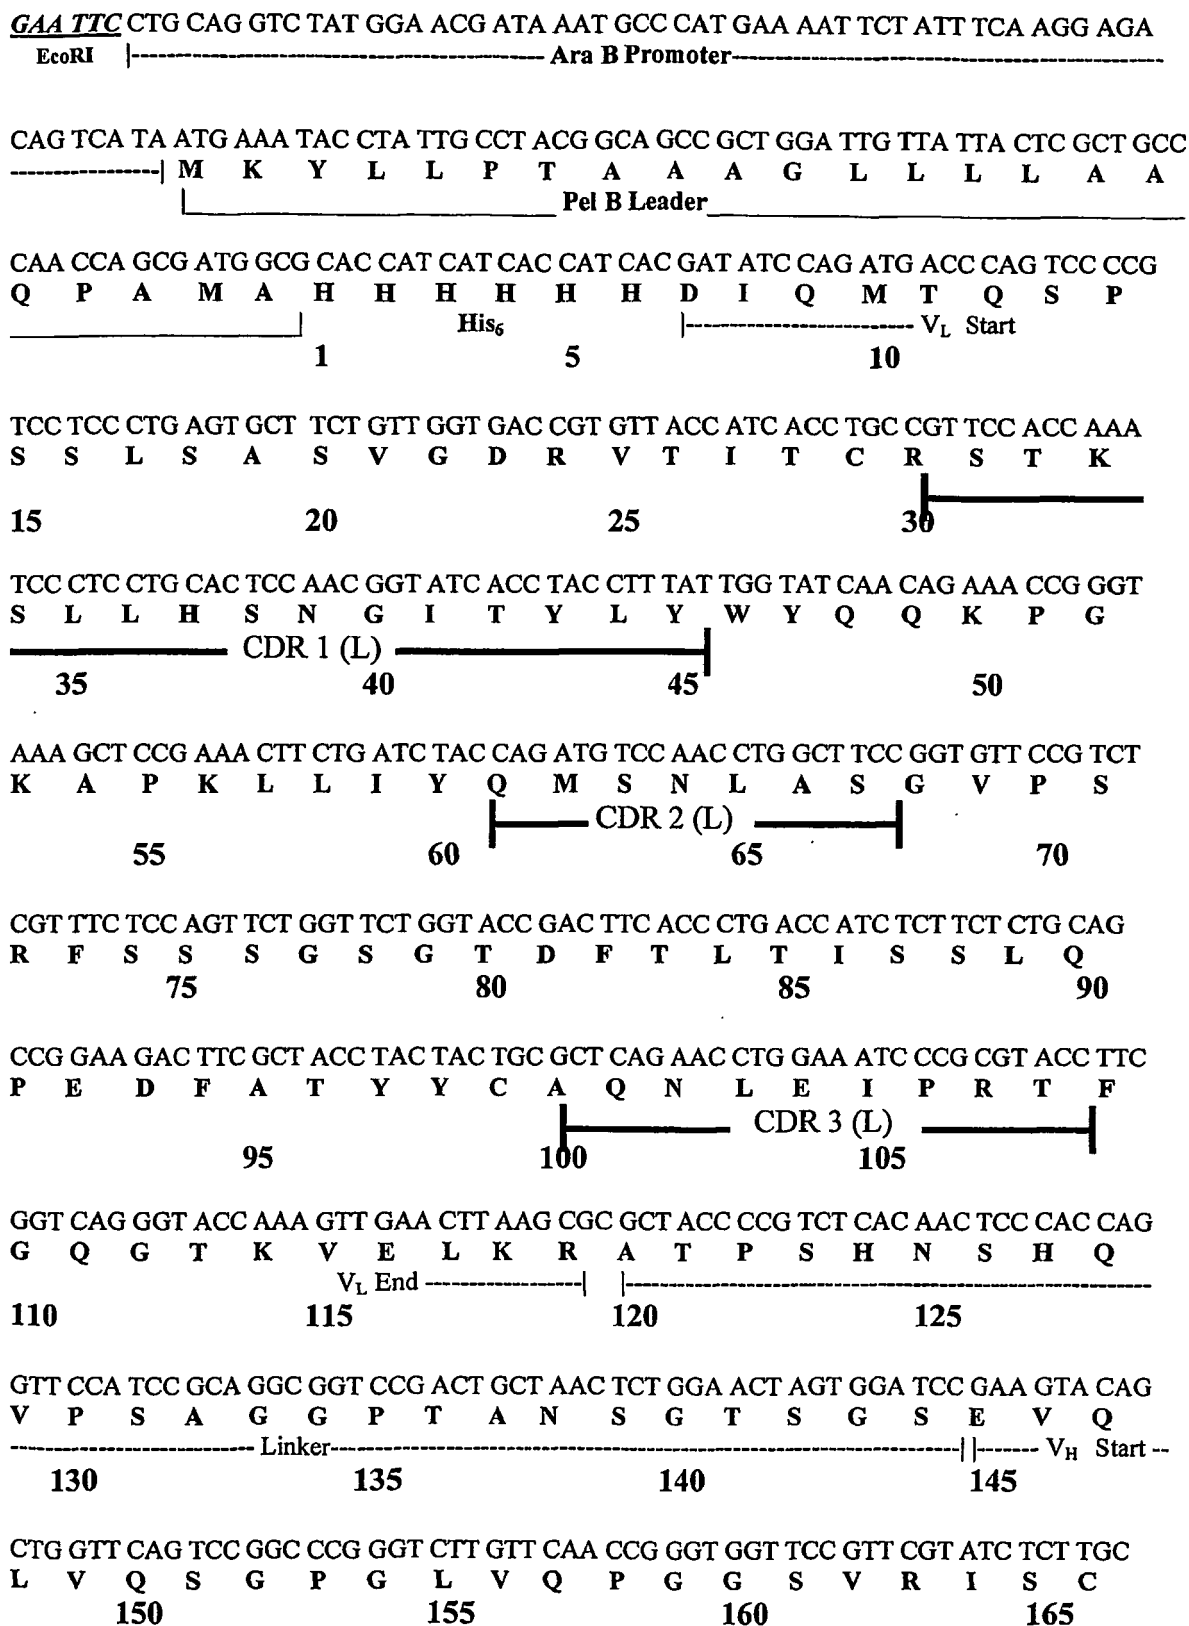 GAA TTC CTG CAG GGT CTC TAT GGA ACG ATA AAT GCC CAT GAA AAT TCT ATT TCA AGG AGA
EcoRI |---------- Ara B Promoter----------
CAG TCA TA ATG AAA TAC CTA TTG CCT ACG GCA GCC GCT GGA TTG TTA TTA CTC GCT GCC
----------| M K Y L L P T A A A G L L L L A A
Pel B Leader
CAA CCA GCG ATG GCG CAC CAT CAT CAC CAT CAC GAT ATC CAG ATG ACC CAG TCC CCG
Q P A M A H H H H H H D I Q M T Q S P
His6 |---------- VL Start
1 5 10
TCC TCC CTG AGT GCT TCT GTT GGT GAC CGT GTT ACC ATC ACC TGC CGT TCC ACC AAA
S S L S A S V G D R V T I T C R S T K
15 20 25 30
TCC CTC CTG CAC TCC AAC GGT ATC ACC TAC CTT TAT TGG TAT CAA CAG AAA CCG GGT
S L L H S N G I T Y L Y W Y Q Q K P G
CDR 1 (L)
35 40 45 50
AAA GCT CCG AAA CTT CTG ATC TAC CAG ATG TCC AAC CTG GCT TCC GGT GTT CCG TCT
K A P K L L I Y Q M S N L A S G V P S
CDR 2 (L)
55 60 65 70
CGT TTC TCC AGT TCT GGT TCT GGT ACC GAC TTC ACC CTG ACC ATC TCT TCT CTG CAG
R F S S S G S G T D F T L T I S S L Q
75 80 85 90
CCG GAA GAC TTC GCT ACC TAC TAC TGC GCT CAG AAC CTG GAA ATC CCG CGT ACC TTC
P E D F A T Y Y C A Q N L E I P R T F
CDR 3 (L)
95 100 105
GGT CAG GGT ACC AAA GTT GAA CTT AAG CGC GCT ACC CCG TCT CAC AAC TCC CAC CAG
G Q G T K V E L K R A T P S H N S H Q
VL End ----------| |----------
110 115 120 125
GTT CCA TCC GCA GGC GGT CCG ACT GCT AAC TCT GGA ACT AGT GGA TCC GAA GTA CAG
V P S A G G P T A N S G T S G S E V Q
---------- Linker----------||------ VH Start --
130 135 140 145
CTG GTT CAG TCC GGC CCG GGT CTT GTT CAA CCG GGT GGT TCC GTT CGT ATC TCT TGC
L V Q S G P G L V Q P G G S V R I S C
150 155 160 165